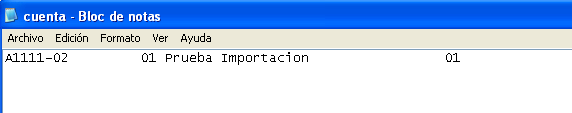 cuenta - Bloc de notas
Archivo Edición Formato Ver Ayuda
A1111-02 01 Prueba Importacion 01